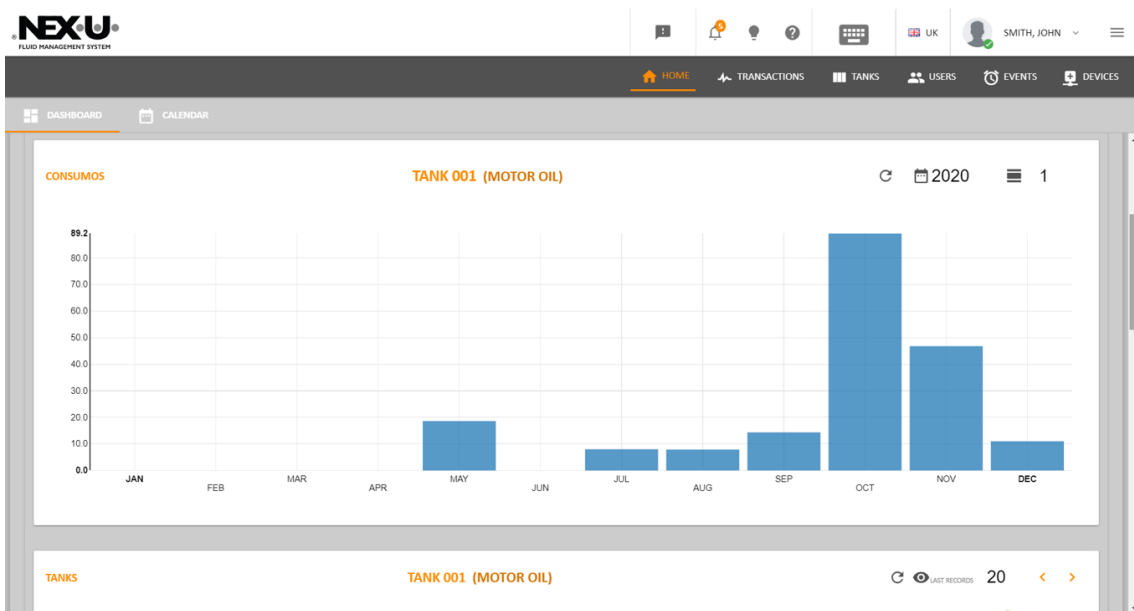 NEX·U
FLUID MANAGEMENT SYSTEM
5
UK
SMITH, JOHN
HOME
TRANSACTIONS
TANKS
USERS
EVENTS
DEVICES
DASHBOARD
CALENDAR
CONSUMOS
TANK 001 (MOTOR OIL)
2020
1
89.2
80.0
70.0
60.0
50.0
40.0
30.0
20.0
10.0
0.0
JAN
FEB
MAR
APR
MAY
JUN
JUL
AUG
SEP
OCT
NOV
DEC
TANKS
TANK 001 (MOTOR OIL)
LAST RECORDS
20